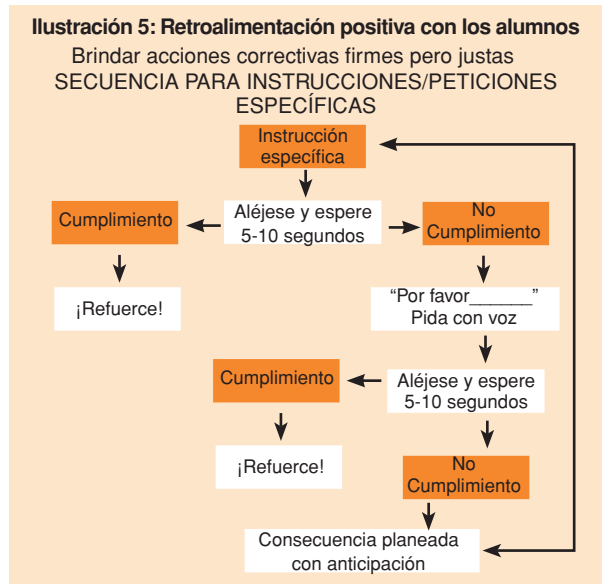 Ilustración 5: Retroalimentación positiva con los alumnos
Brindar acciones correctivas firmes pero justas
SECUENCIA PARA INSTRUCCIONES/PETICIONES
ESPECÍFICAS
Instrucción
específica
Cumplimiento
Aléjese y espere
5-10 segundos
No
Cumplimiento
¡Refuerce!
“Por favor______”
Pida con voz
Cumplimiento
Aléjese y espere
5-10 segundos
¡Refuerce!
No
Cumplimiento
Consecuencia planeada
con anticipación